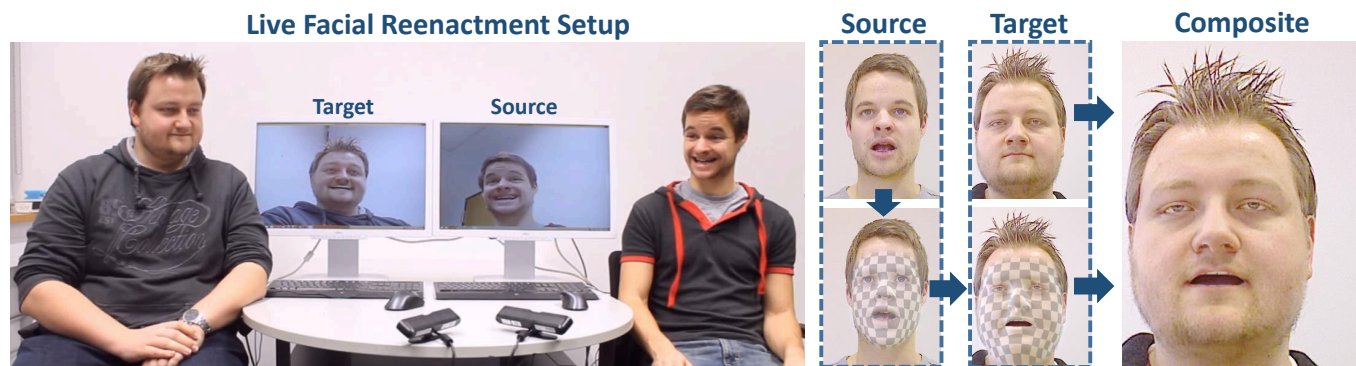 Live Facial Reenactment Setup
Source
Target
Composite
Target
Source